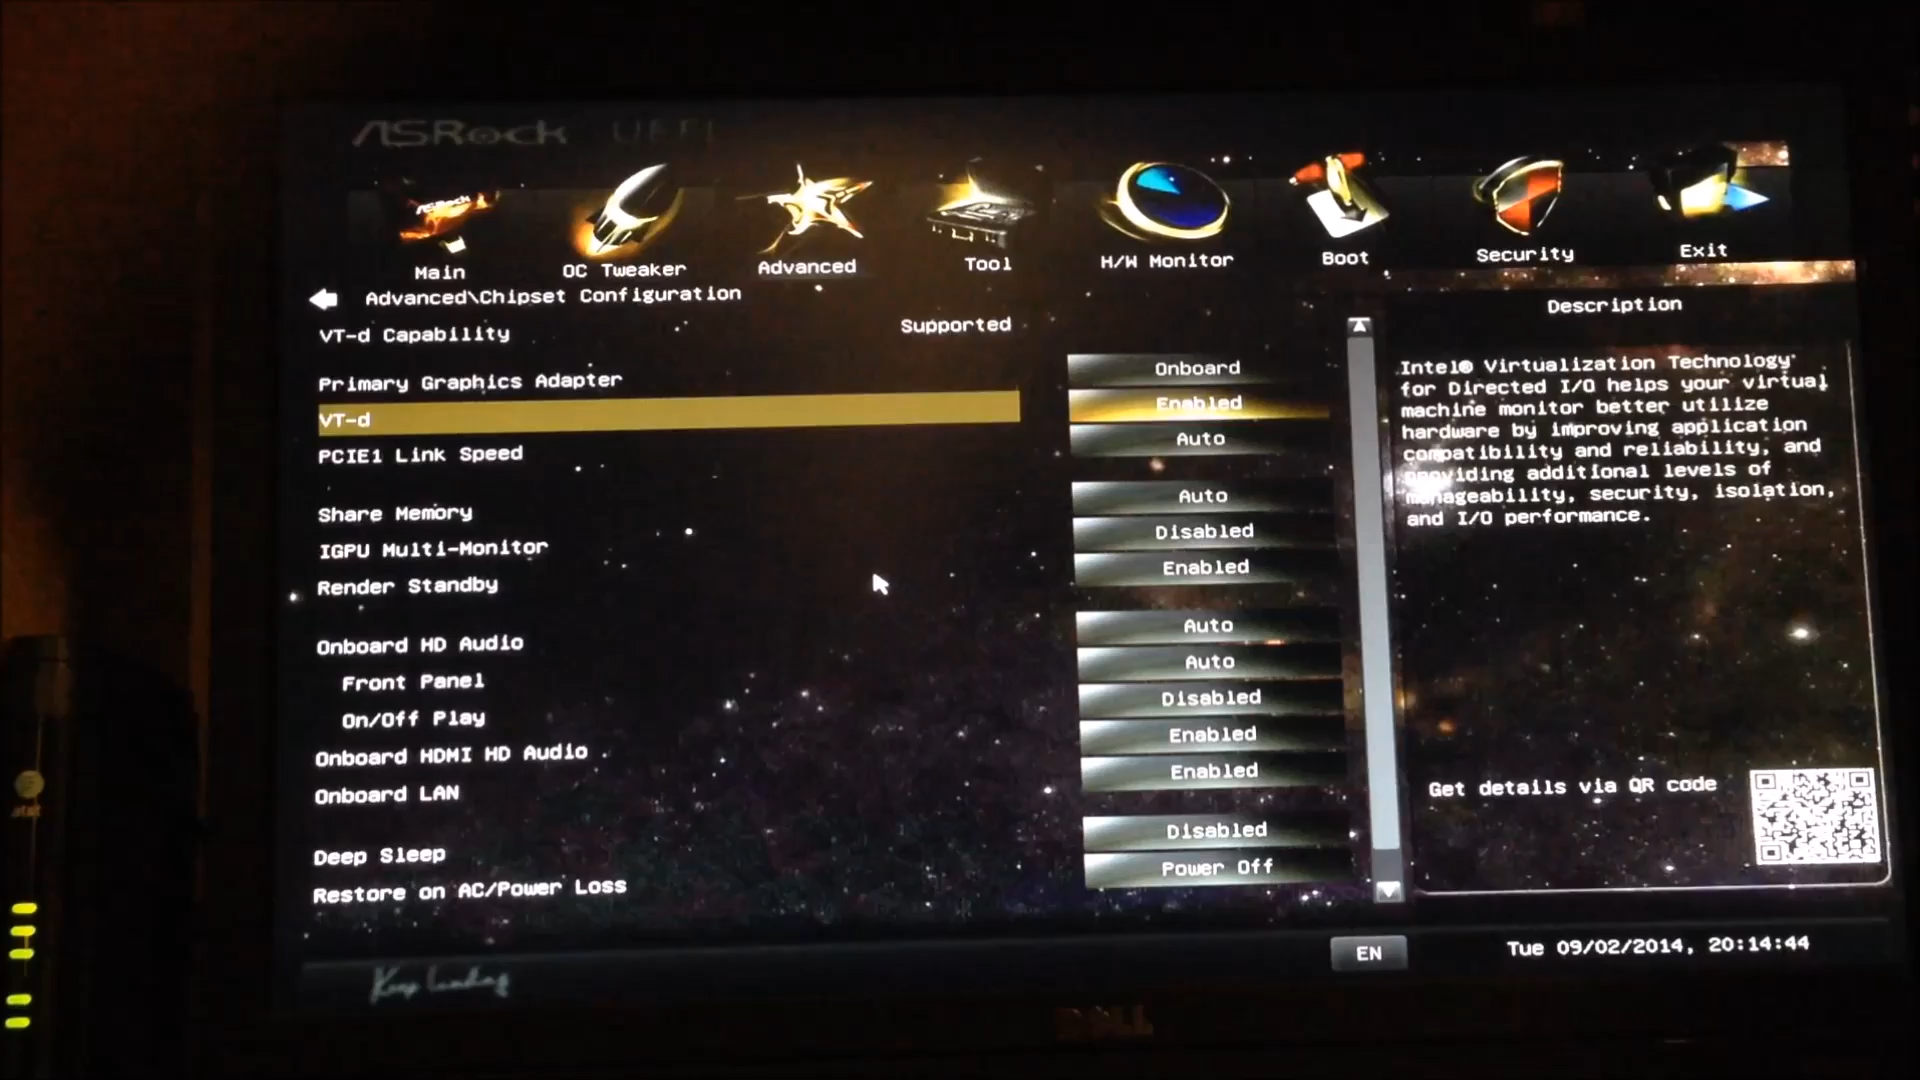 ASRock UEFI
Main
OC Tweaker
Advanced
Tool
H/W Monitor
Boot
Security
Exit
Advanced\Chipset Configuration
VT-d Capability Supported
Primary Graphics Adapter Onboard
VT-d Enabled
PCIE1 Link Speed Auto
Share Memory Auto
IGPU Multi-Monitor Disabled
Render Standby Enabled
Onboard HD Audio Auto
Front Panel Auto
On/Off Play Disabled
Onboard HDMI HD Audio Enabled
Onboard LAN Enabled
Deep Sleep Disabled
Restore on AC/Power Loss Power Off
Description
Intel® Virtualization Technology
for Directed I/O helps your virtual
machine monitor better utilize
hardware by improving application
compatibility and reliability, and
providing additional levels of
manageability, security, isolation,
and I/O performance.
Get details via QR code
EN
Tue 09/02/2014, 20:14:44
DELL
at&t